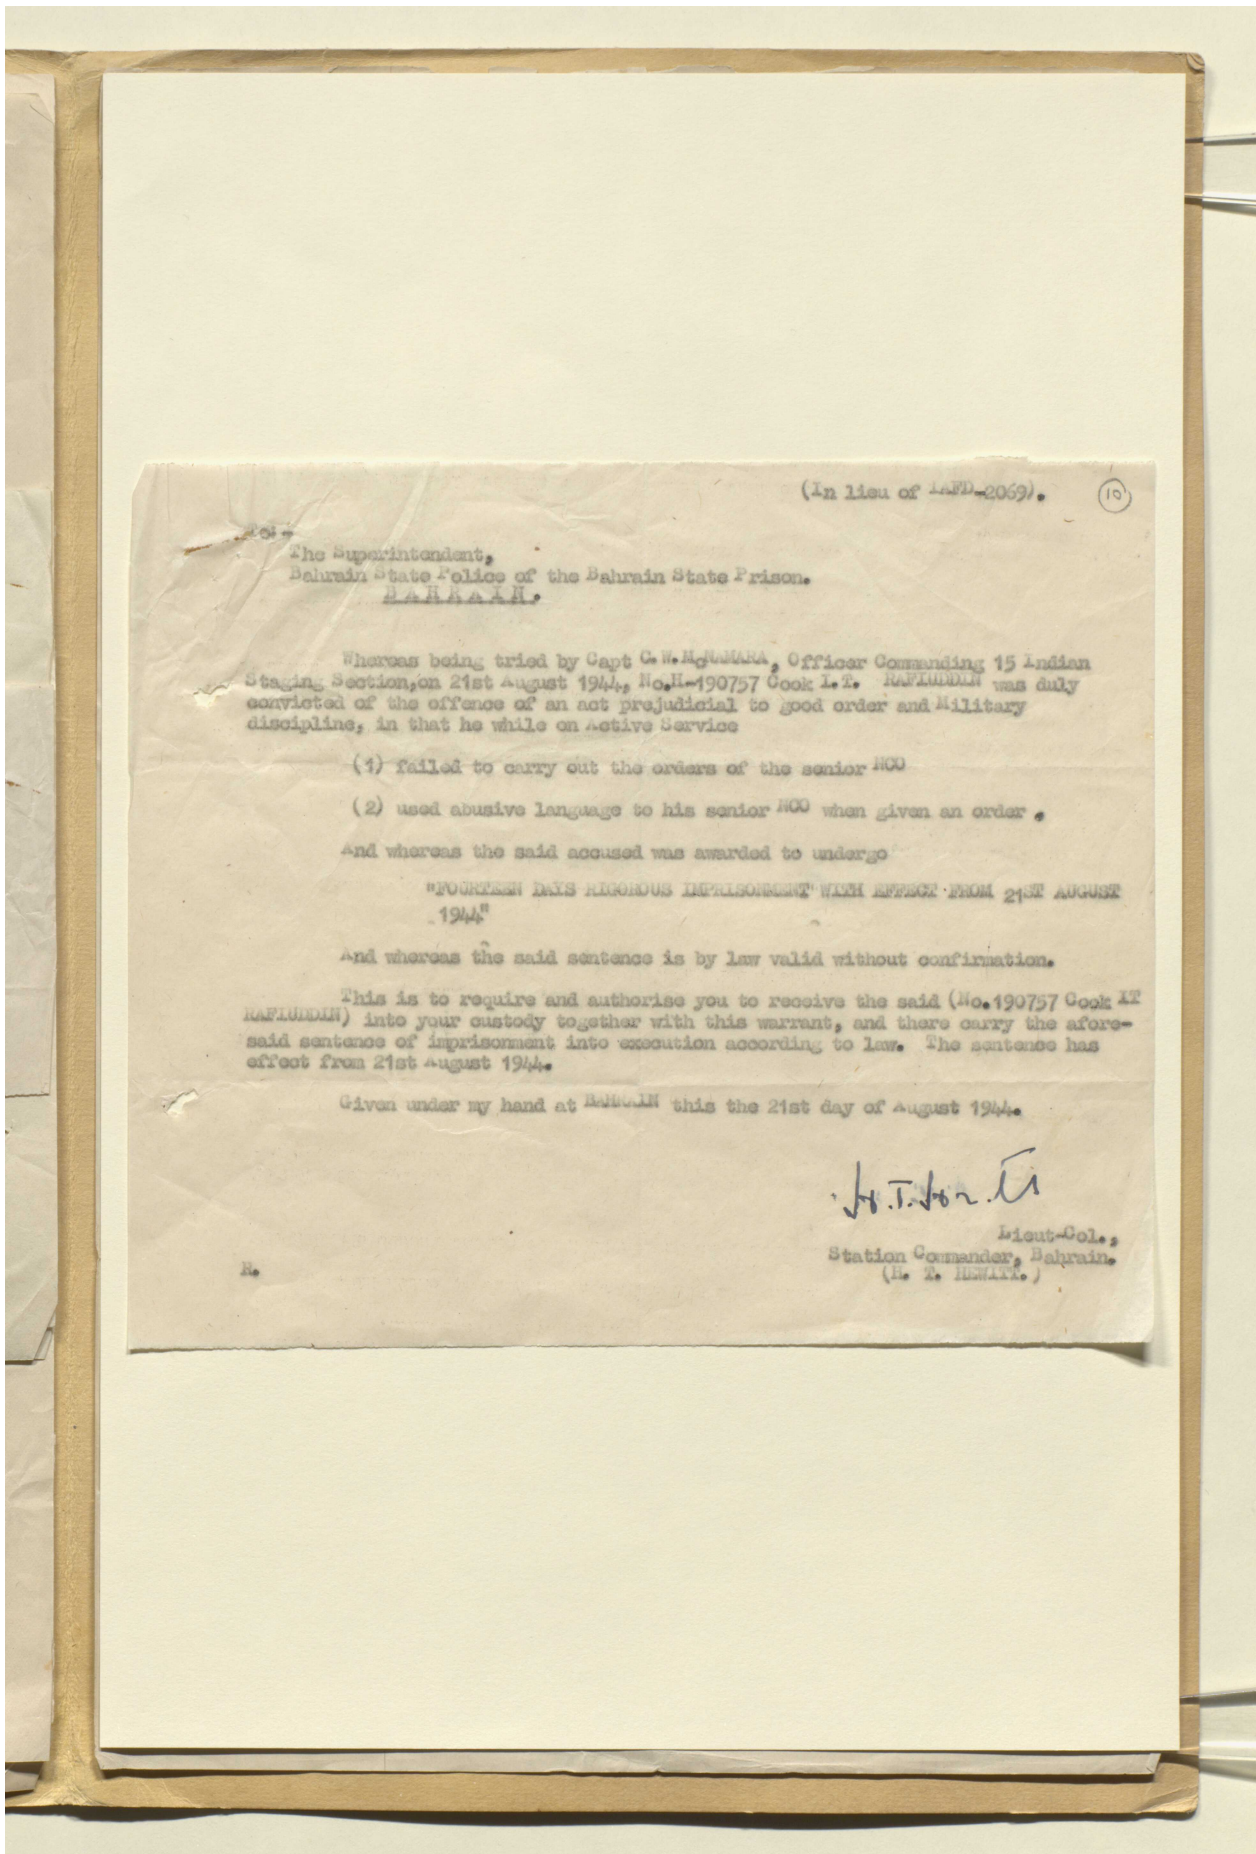 (In lieu of IAFD-2069).
10
To:-
The Superintendent,
Bahrain State Police of the Bahrain State Prison.
BAHRAIN.
Whereas being tried by Capt C.W.McNAMARA, Officer Commanding 15 Indian
Staging Section,on 21st August 1944, No.H-190757 Cook I.T. RAFIUDDIN was duly
convicted of the offence of an act prejudicial to good order and Military
discipline, in that he while on Active Service
(1) failed to carry out the orders of the senior NCO
(2) used abusive language to his senior NCO when given an order .
And whereas the said accused was awarded to undergo
"FOURTEEN DAYS RIGOROUS IMPRISONMENT" WITH EFFECT FROM 21ST AUGUST
1944"
And whereas the said sentence is by law valid without confirmation.
This is to require and authorise you to receive the said (No.190757 Cook IT
RAFIUDDIN) into your custody together with this warrant, and there carry the afore-
said sentence of imprisonment into execution according to law. The sentence has
effect from 21st August 1944.
Given under my hand at BAHRAIN this the 21st day of August 1944.
Lieut-Col.,
Station Commander, Bahrain.
(H. T. HEWITT.)
R.